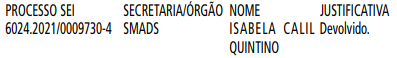 PROCESSO SEI SECRETARIA/ÓRGÃO NOME JUSTIFICATIVA
6024.2021/0009730-4 SMADS ISABELA CALIL Devolvido.
QUINTINO